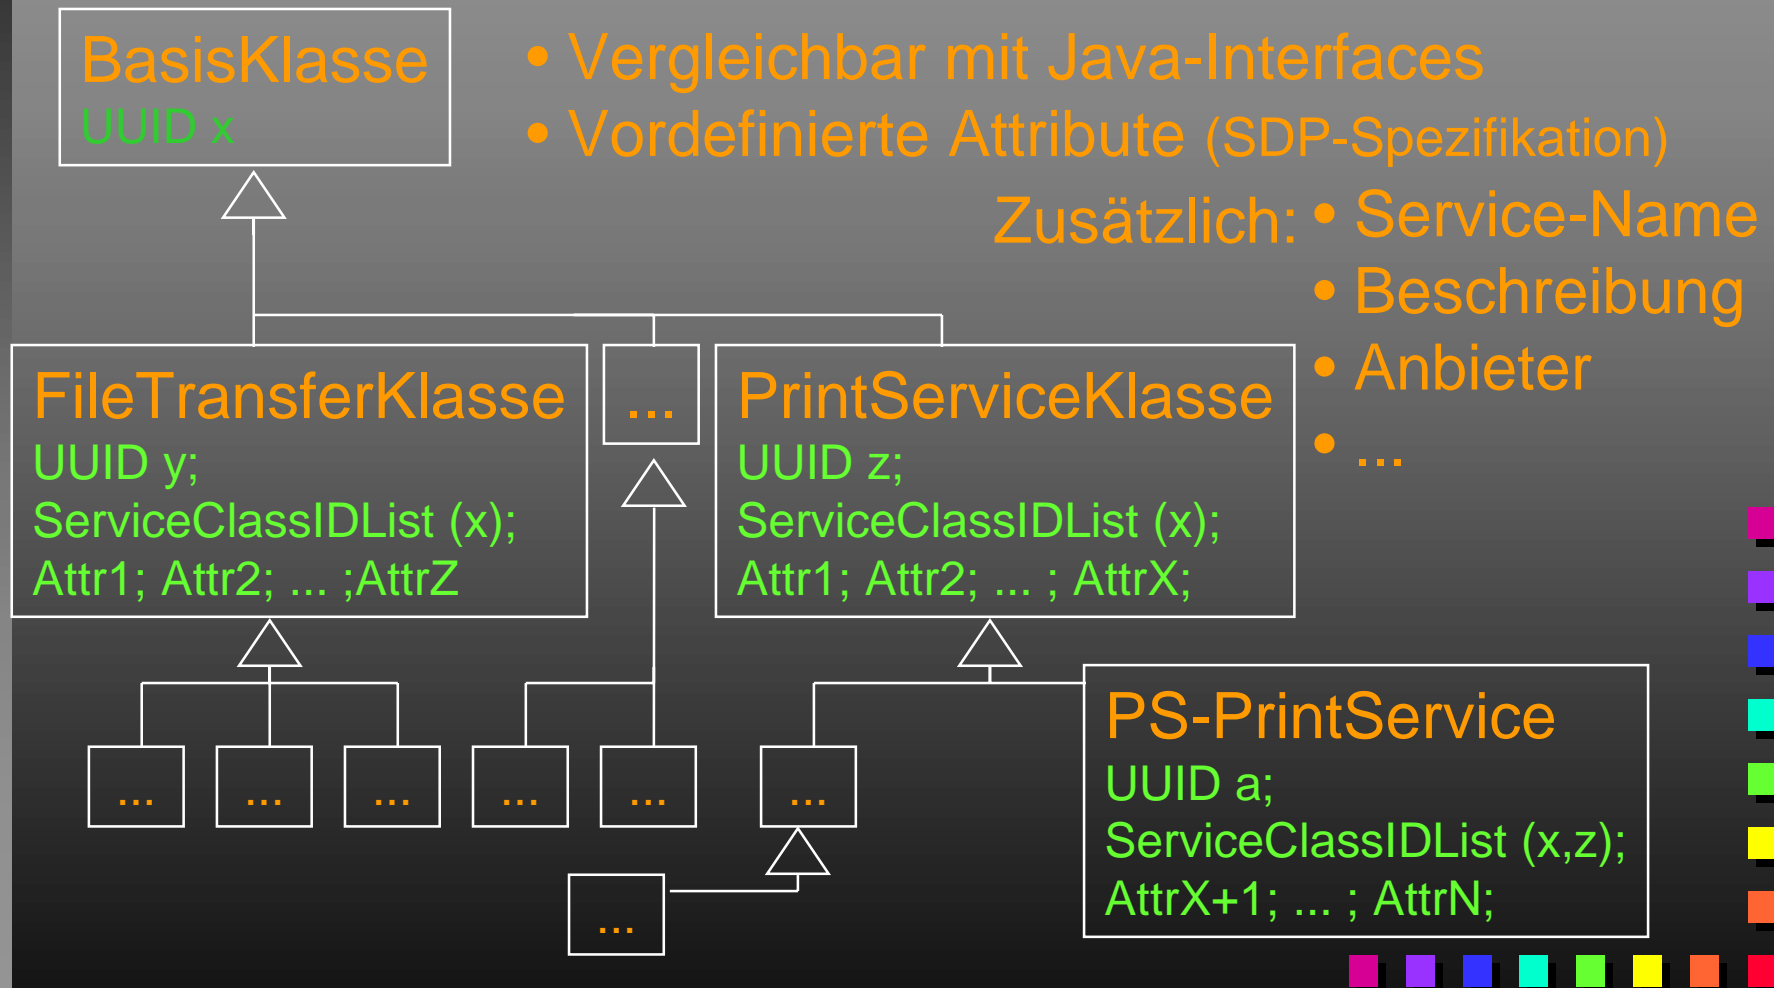 BasisKlasse
UUID x
• Vergleichbar mit Java-Interfaces
• Vordefinierte Attribute (SDP-Spezifikation)
Zusätzlich: • Service-Name
• Beschreibung
• Anbieter
• ...
FileTransferKlasse
UUID y;
ServiceClassIDList (x);
Attr1; Attr2; ... ;AttrZ
...
PrintServiceKlasse
UUID z;
ServiceClassIDList (x);
Attr1; Attr2; ... ; AttrX;
... ... ... ... ... ...
PS-PrintService
UUID a;
ServiceClassIDList (x,z);
AttrX+1; ... ; AttrN;
...